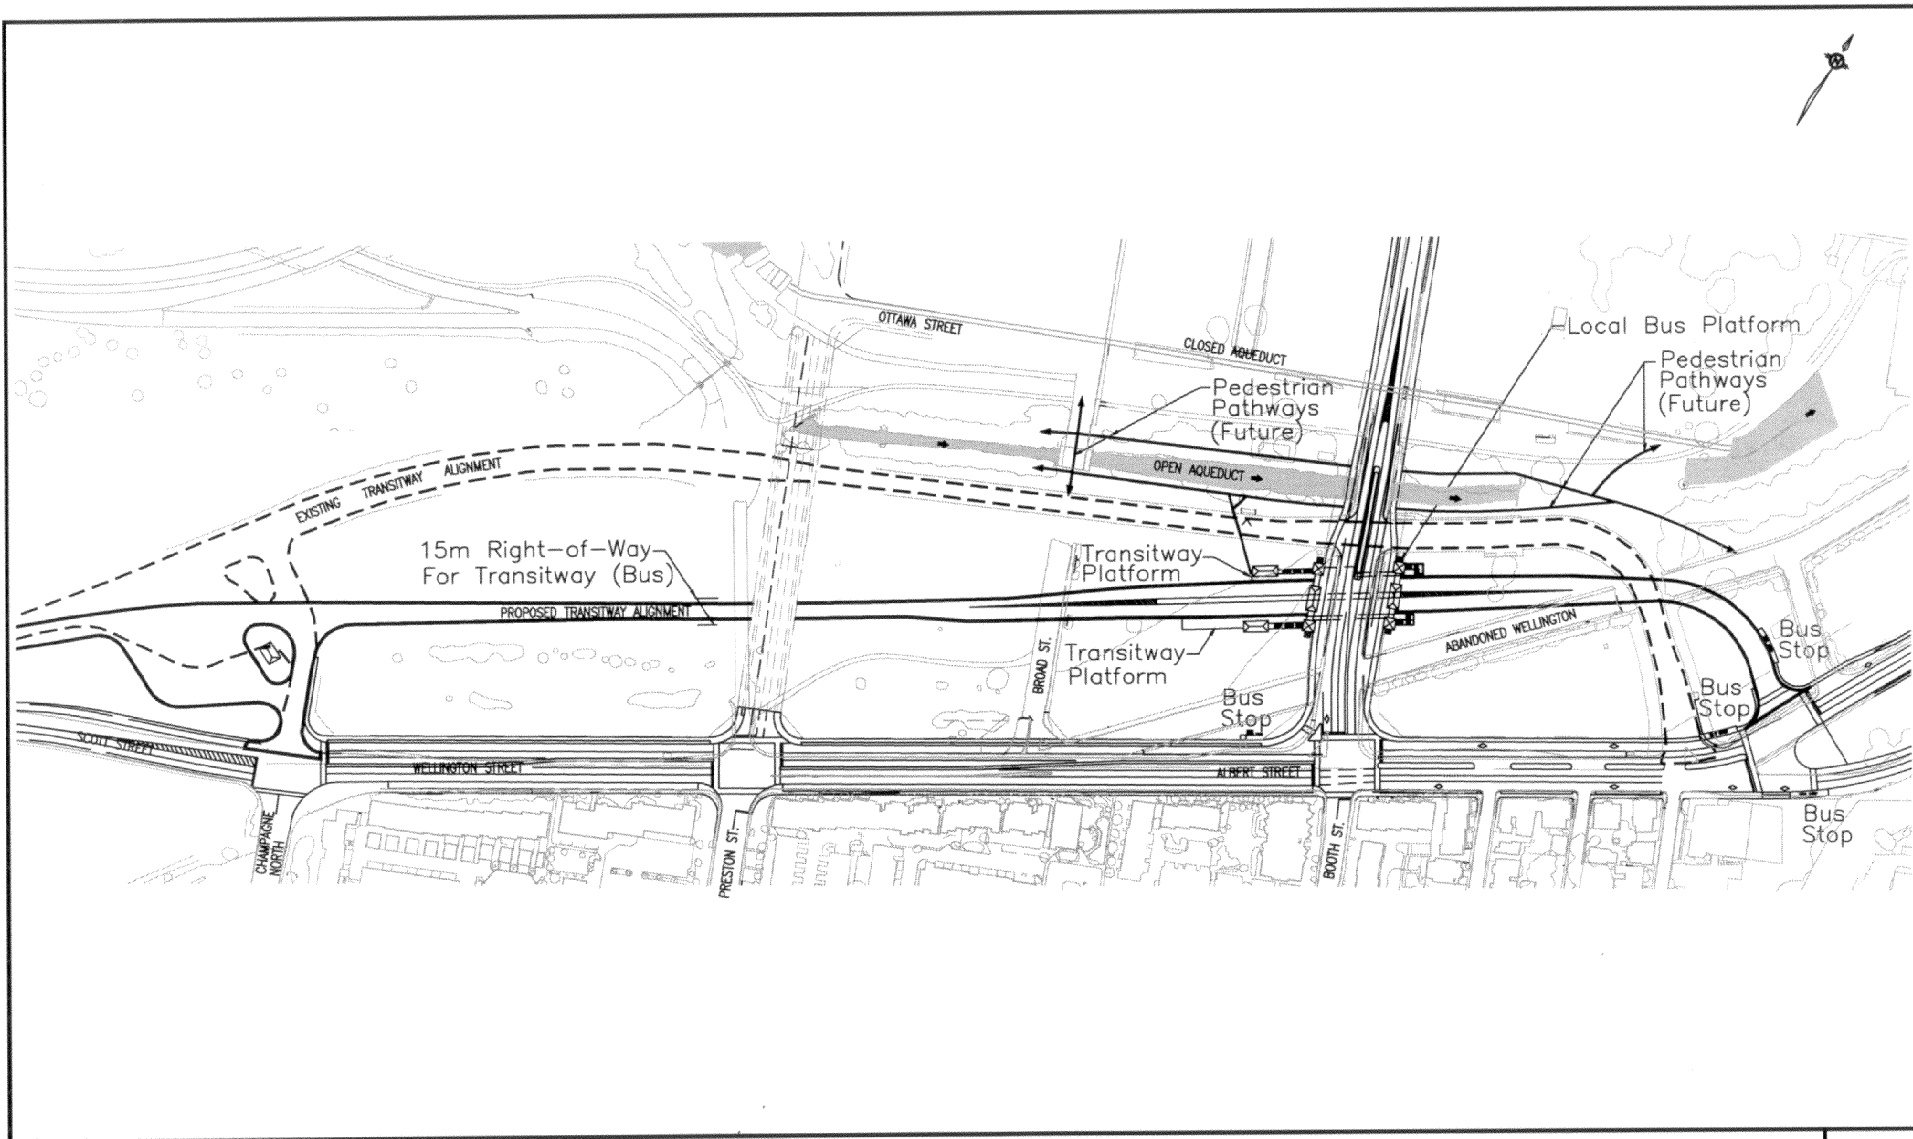 Local Bus Platform
OTTAWA STREET
CLOSED AQUEDUCT
Pedestrian
Pathways
(Future)
Pedestrian
Pathways
(Future)
EXISTING TRANSITWAY ALIGNMENT
OPEN AQUEDUCT
15m Right-of-Way
For Transitway (Bus)
Transitway
Platform
PROPOSED TRANSITWAY ALIGNMENT
ABANDONED WELLINGTON
Bus
Stop
Transitway
Platform
BROAD ST.
Bus
Stop
Bus
Stop
SCOTT STREET
WELLINGTON STREET
ALBERT STREET
CHAMPAGNE
NORTH
PRESTON ST.
BOOTH ST.
Bus
Stop